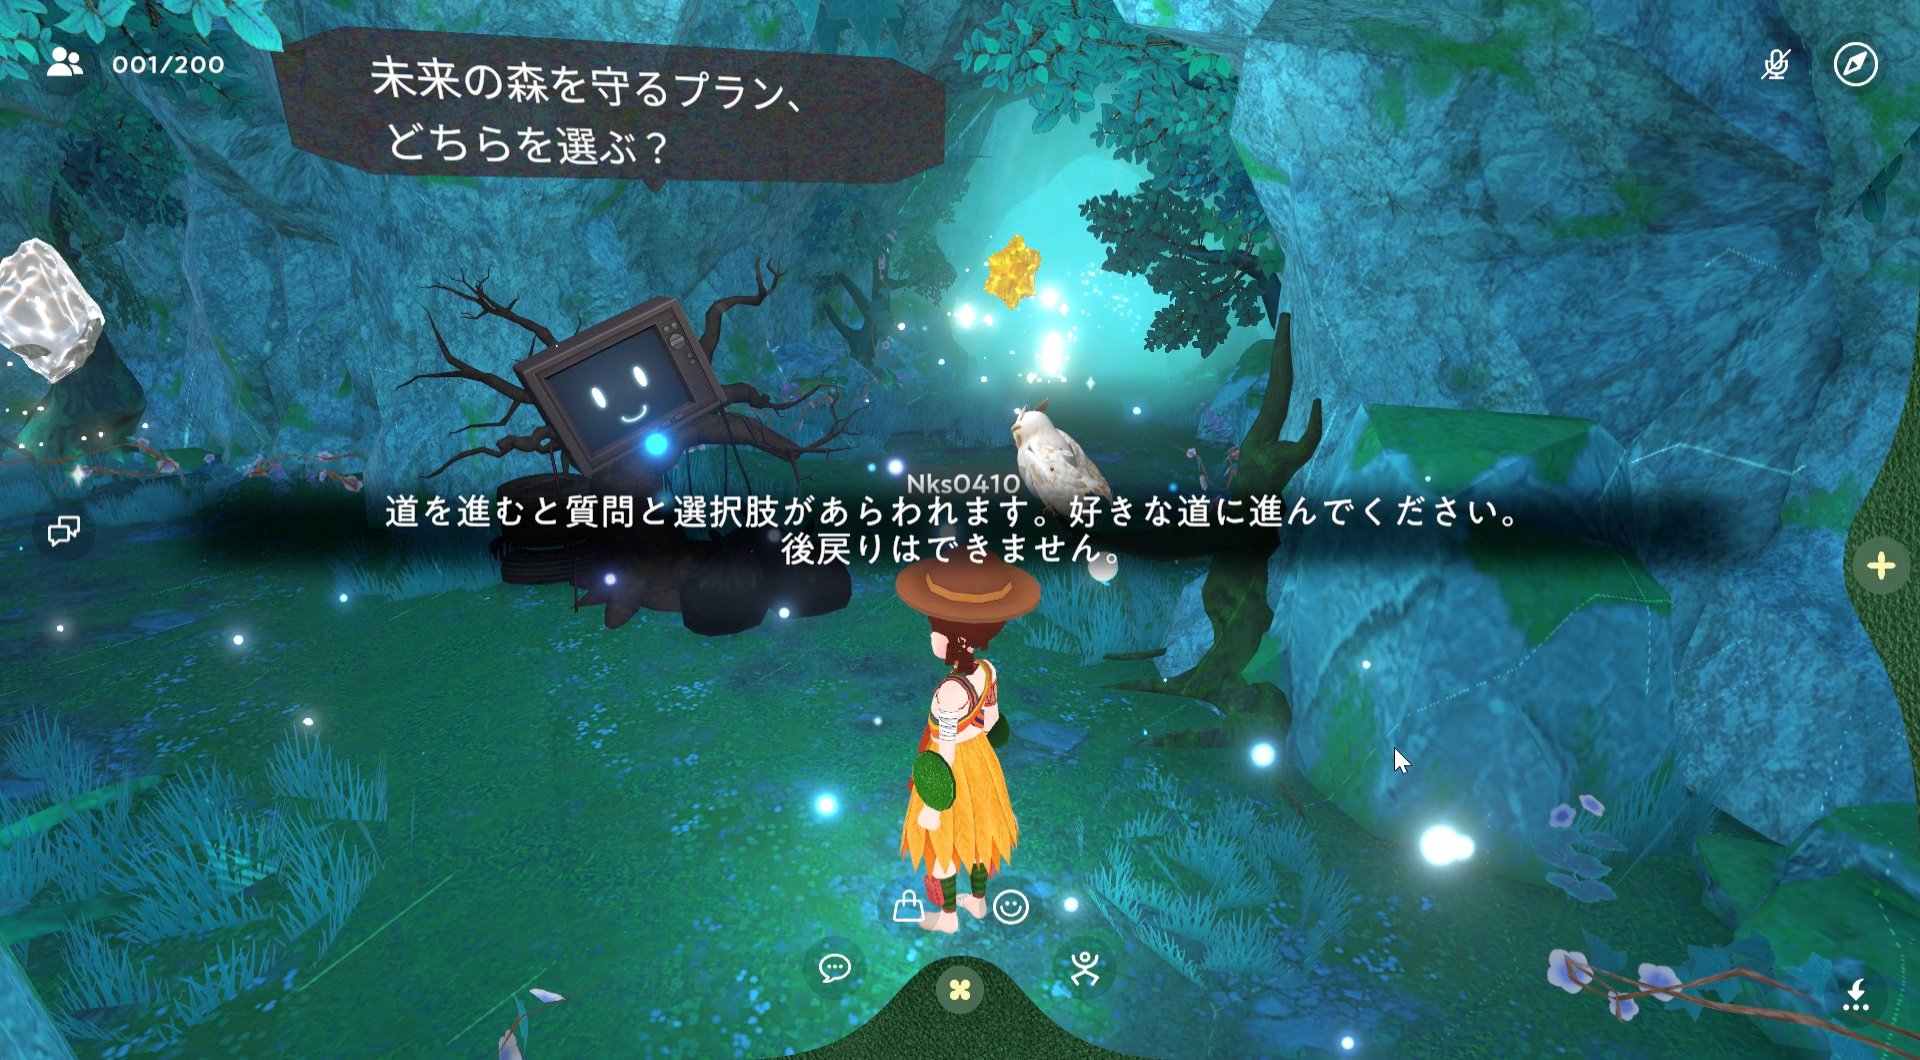 001/200
未来の森を守るプラン、
どちらを選ぶ？
Nks0410
道を進むと質問と選択肢があらわれます。好きな道に進んでください。
後戻りはできません。